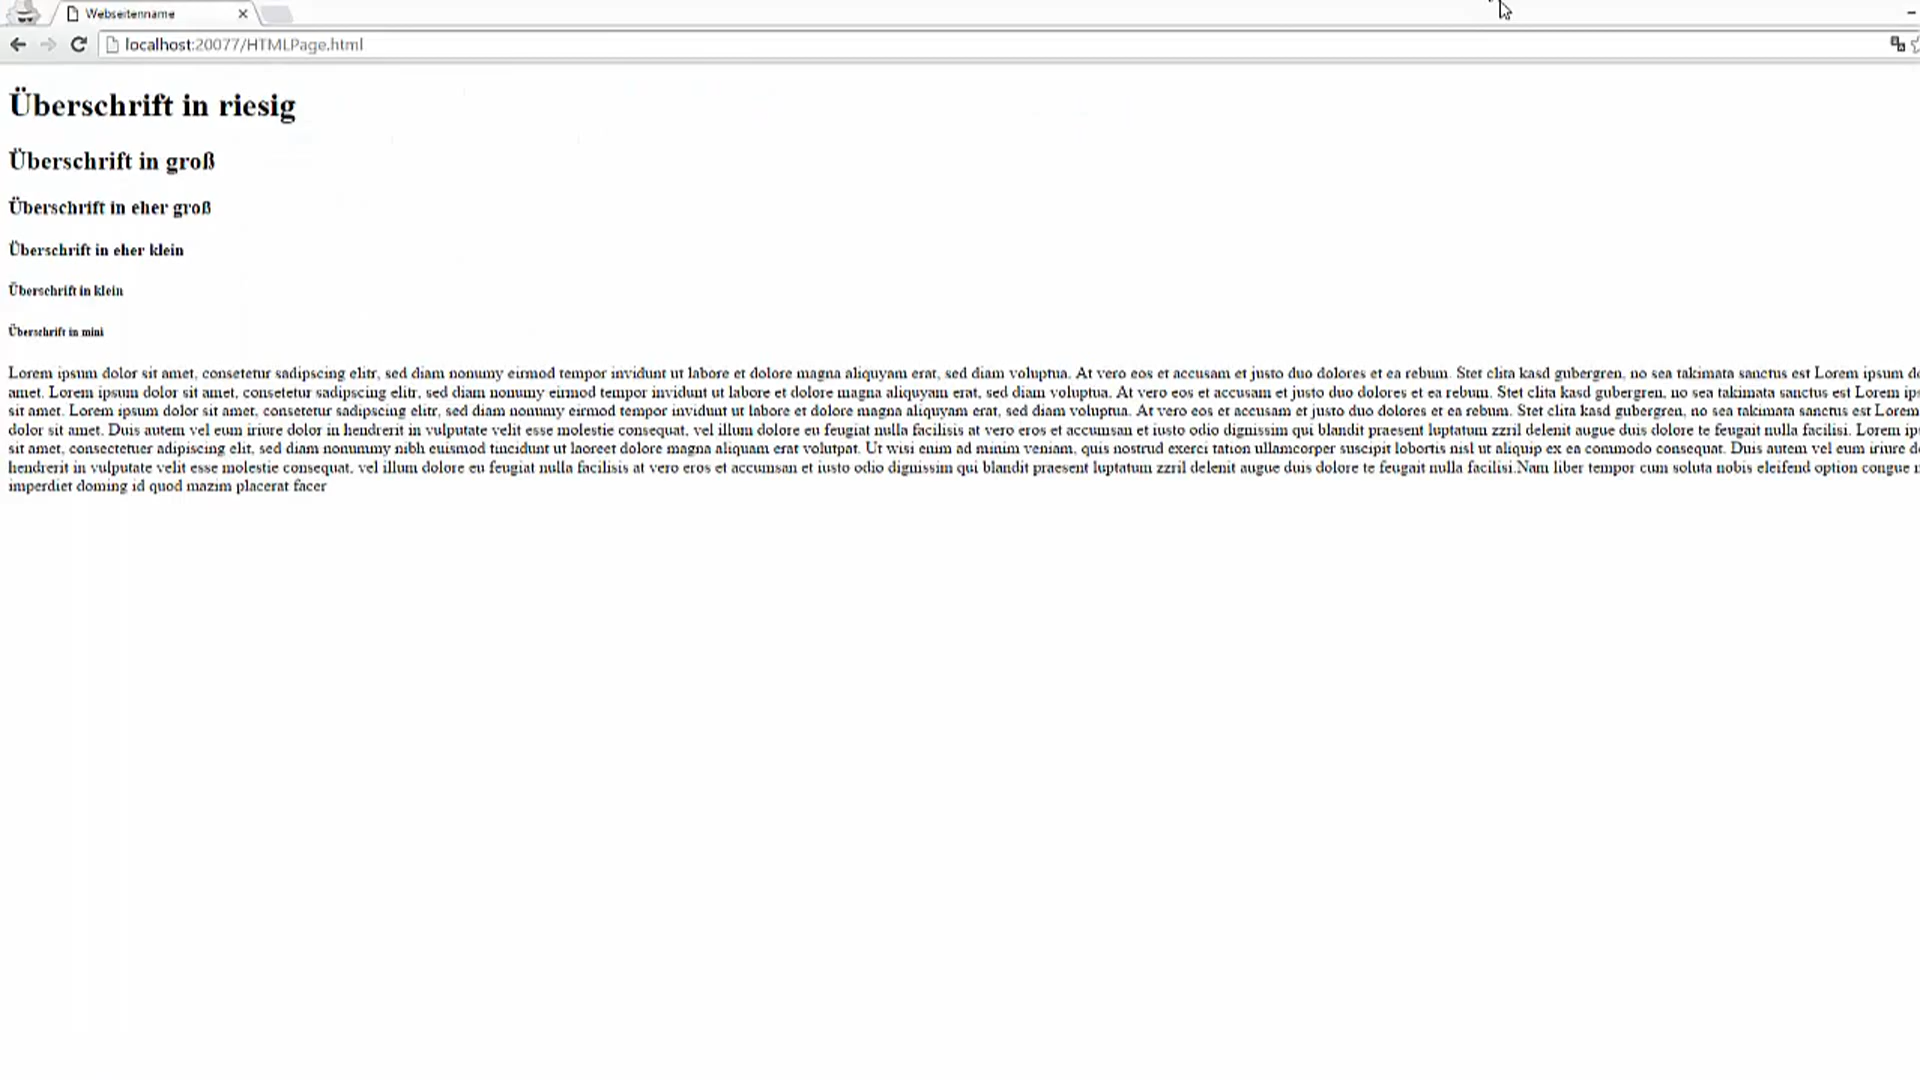 Webseitenname
localhost:20077/HTMLPage.html
Überschrift in riesig
Überschrift in groß
Überschrift in eher groß
Überschrift in eher klein
Überschrift in klein
Überschrift in mini
Lorem ipsum dolor sit amet, consetetur sadipscing elitr, sed diam nonumy eirmod tempor invidunt ut labore et dolore magna aliquyam erat, sed diam voluptua. At vero eos et accusam et justo duo dolores et ea rebum. Stet clita kasd gubergren, no sea takimata sanctus est Lorem ipsum
amet. Lorem ipsum dolor sit amet, consetetur sadipscing elitr, sed diam nonumy eirmod tempor invidunt ut labore et dolore magna aliquyam erat, sed diam voluptua. At vero eos et accusam et justo duo dolores et ea rebum. Stet clita kasd gubergren, no sea takimata sanctus est Lorem
sit amet. Lorem ipsum dolor sit amet, consetetur sadipscing elitr, sed diam nonumy eirmod tempor invidunt ut labore et dolore magna aliquyam erat, sed diam voluptua. At vero eos et accusam et justo duo dolores et ea rebum. Stet clita kasd gubergren, no sea takimata sanctus est Lorem
dolor sit amet. Duis autem vel eum iriure dolor in hendrerit in vulputate velit esse molestie consequat, vel illum dolore eu feugiat nulla facilisis at vero eros et accumsan et iusto odio dignissim qui blandit praesent luptatum zzril delenit augue duis dolore te feugait nulla facilisi. Lorem
sit amet, consectetuer adipiscing elit, sed diam nonummy nibh euismod tincidunt ut laoreet dolore magna aliquam erat volutpat. Ut wisi enim ad minim veniam, quis nostrud exerci tation ullamcorper suscipit lobortis nisl ut aliquip ex ea commodo consequat. Duis autem vel eum iriure
hendrerit in vulputate velit esse molestie consequat, vel illum dolore eu feugiat nulla facilisis at vero eros et accumsan et iusto odio dignissim qui blandit praesent luptatum zzril delenit augue duis dolore te feugait nulla facilisi.Nam liber tempor cum soluta nobis eleifend option congue
imperdiet doming id quod mazim placerat facer